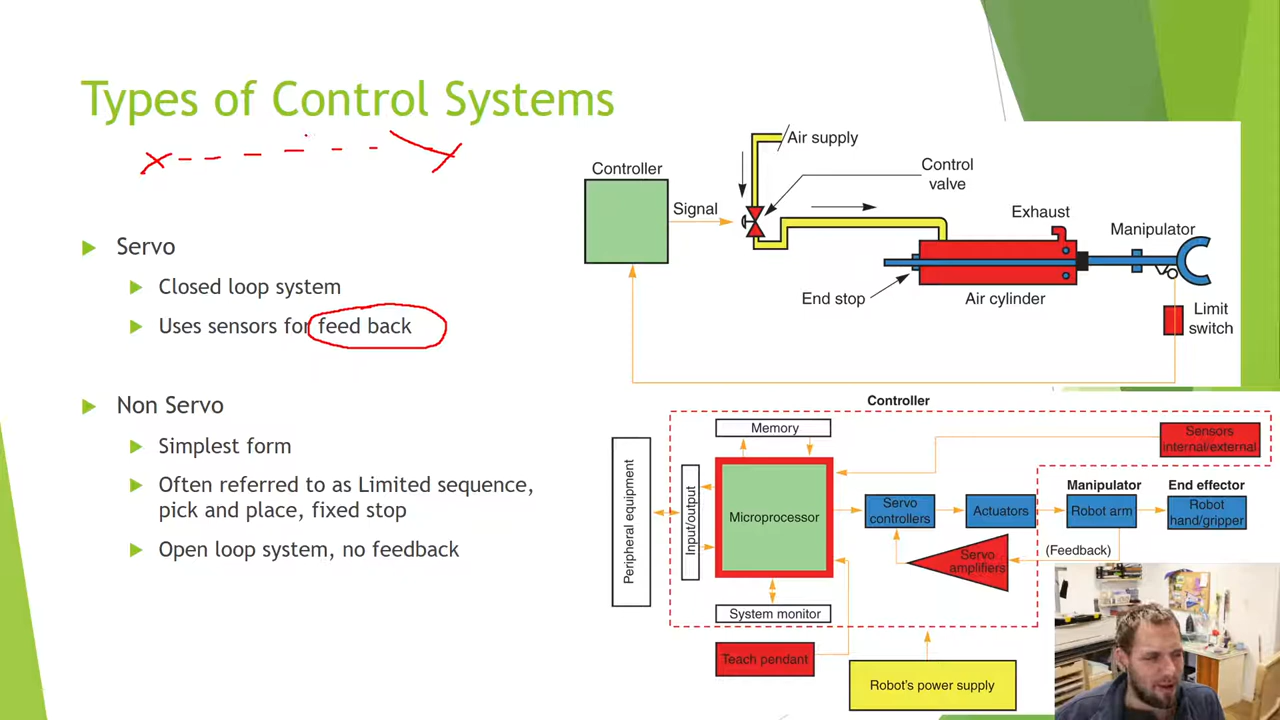 Types of Control Systems
Servo
Closed loop system
Uses sensors for feed back
Non Servo
Simplest form
Often referred to as Limited sequence,
pick and place, fixed stop
Open loop system, no feedback
Air supply
Controller
Control
valve
Signal
Exhaust
Manipulator
End stop
Air cylinder
Limit
switch
Controller
Memory
Sensors
internal/external
Peripheral equipment
Input/output
Microprocessor
Servo
controllers
Actuators
Manipulator
Robot arm
End effector
Robot
hand/gripper
(Feedback)
Servo
amplifiers
System monitor
Teach pendant
Robot's power supply